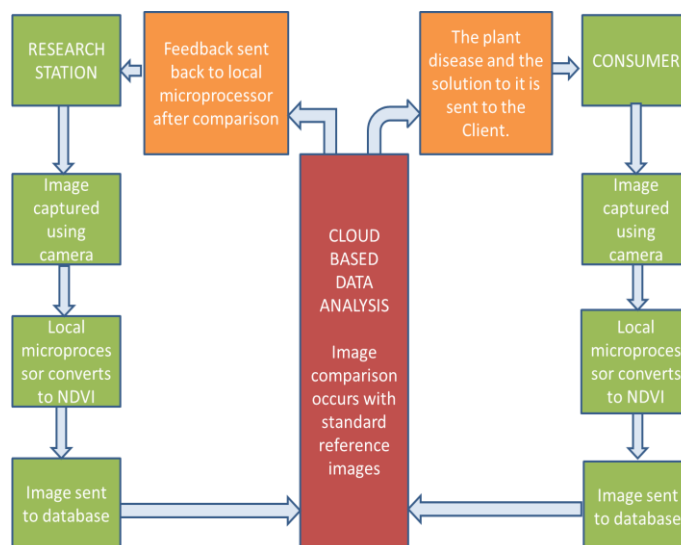 RESEARCH
STATION
Feedback sent
back to local
microprocessor
after comparison
The plant
disease and the
solution to it is
sent to the
Client.
CONSUMER
Image
captured
using
camera
Local
microproces
sor converts
to NDVI
Image sent
to database
CLOUD
BASED
DATA
ANALYSIS
Image
comparison
occurs with
standard
reference
images
Image
captured
using
camera
Local
microproces
sor converts
to NDVI
Image sent
to database